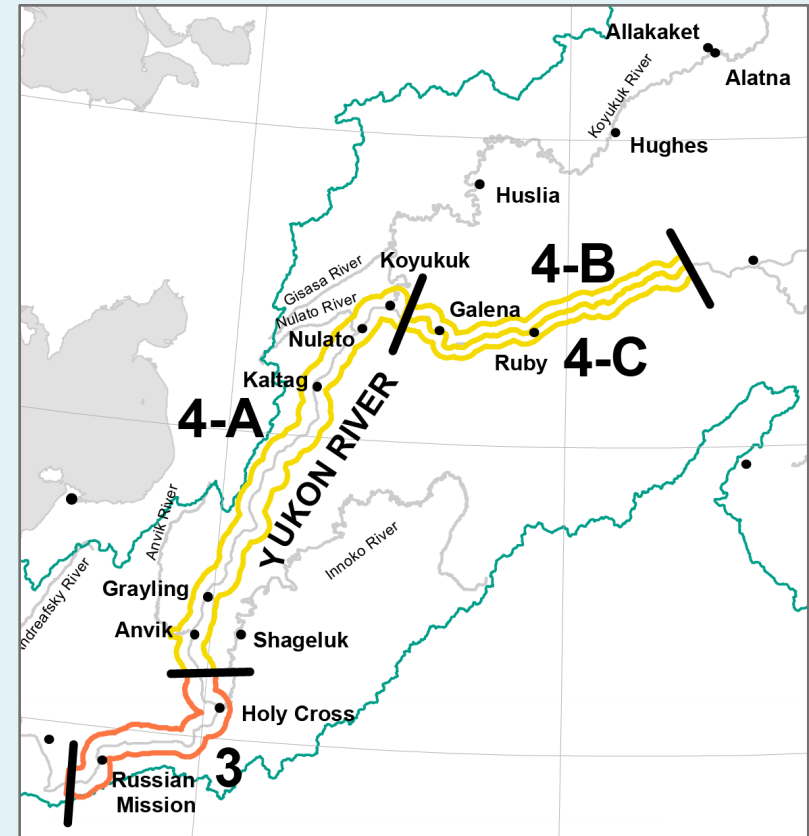 Allakaket
Alatna
Koyukuk River
Hughes
Huslia
Koyukuk
4-B
Gisasa River
Nulato River
Galena
Nulato
Ruby
4-C
Kaltag
4-A
YUKON RIVER
Anvik River
Innoko River
Andreafsky River
Grayling
Anvik
Shageluk
Holy Cross
3
Russian
Mission